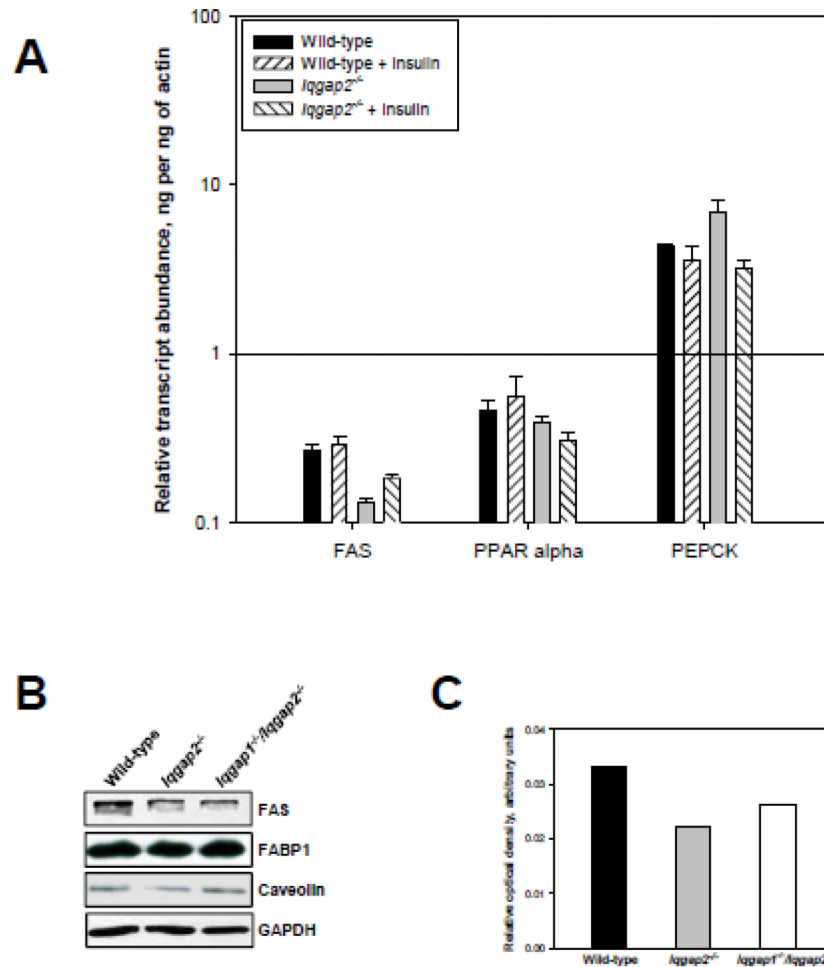 A
Relative transcript abundance, ng per ng of actin
100
10
1
0.1
Wild-type
Wild-type + Insulin
Iqgap2-/-
Iqgap2-/- + Insulin
FAS PPAR alpha PEPCK
B
Wild-type
Iqgap2-/-
Iqgap1-/-/Iqgap2-/-
FAS
FABP1
Caveolin
GAPDH
C
Relative optical density, arbitrary units
0.04
0.03
0.02
0.01
0.00
Wild-type Iqgap2-/- Iqgap1-/-/Iqgap2